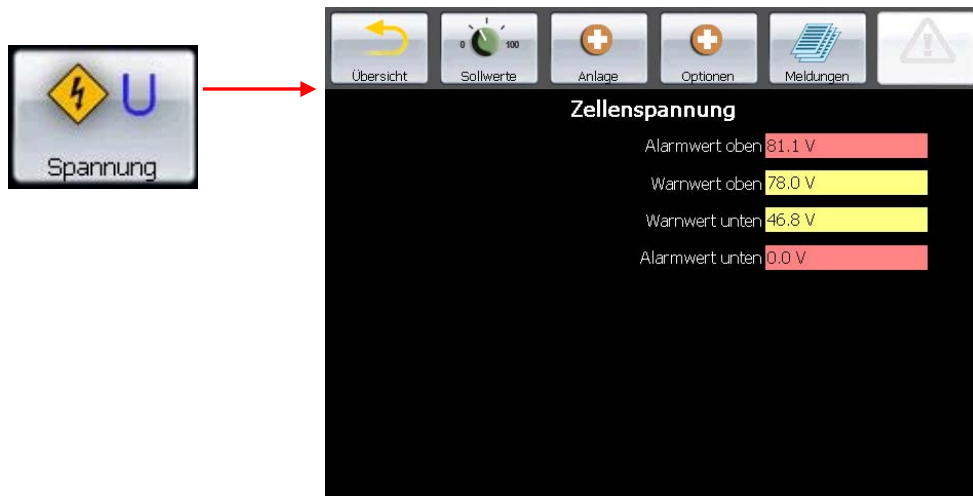 U
Spannung
Übersicht
0 100
Sollwerte
Anlage
Optionen
Meldungen
Zellenspannung
Alarmwert oben 81.1 V
Warnwert oben 78.0 V
Warnwert unten 46.8 V
Alarmwert unten 0.0 V